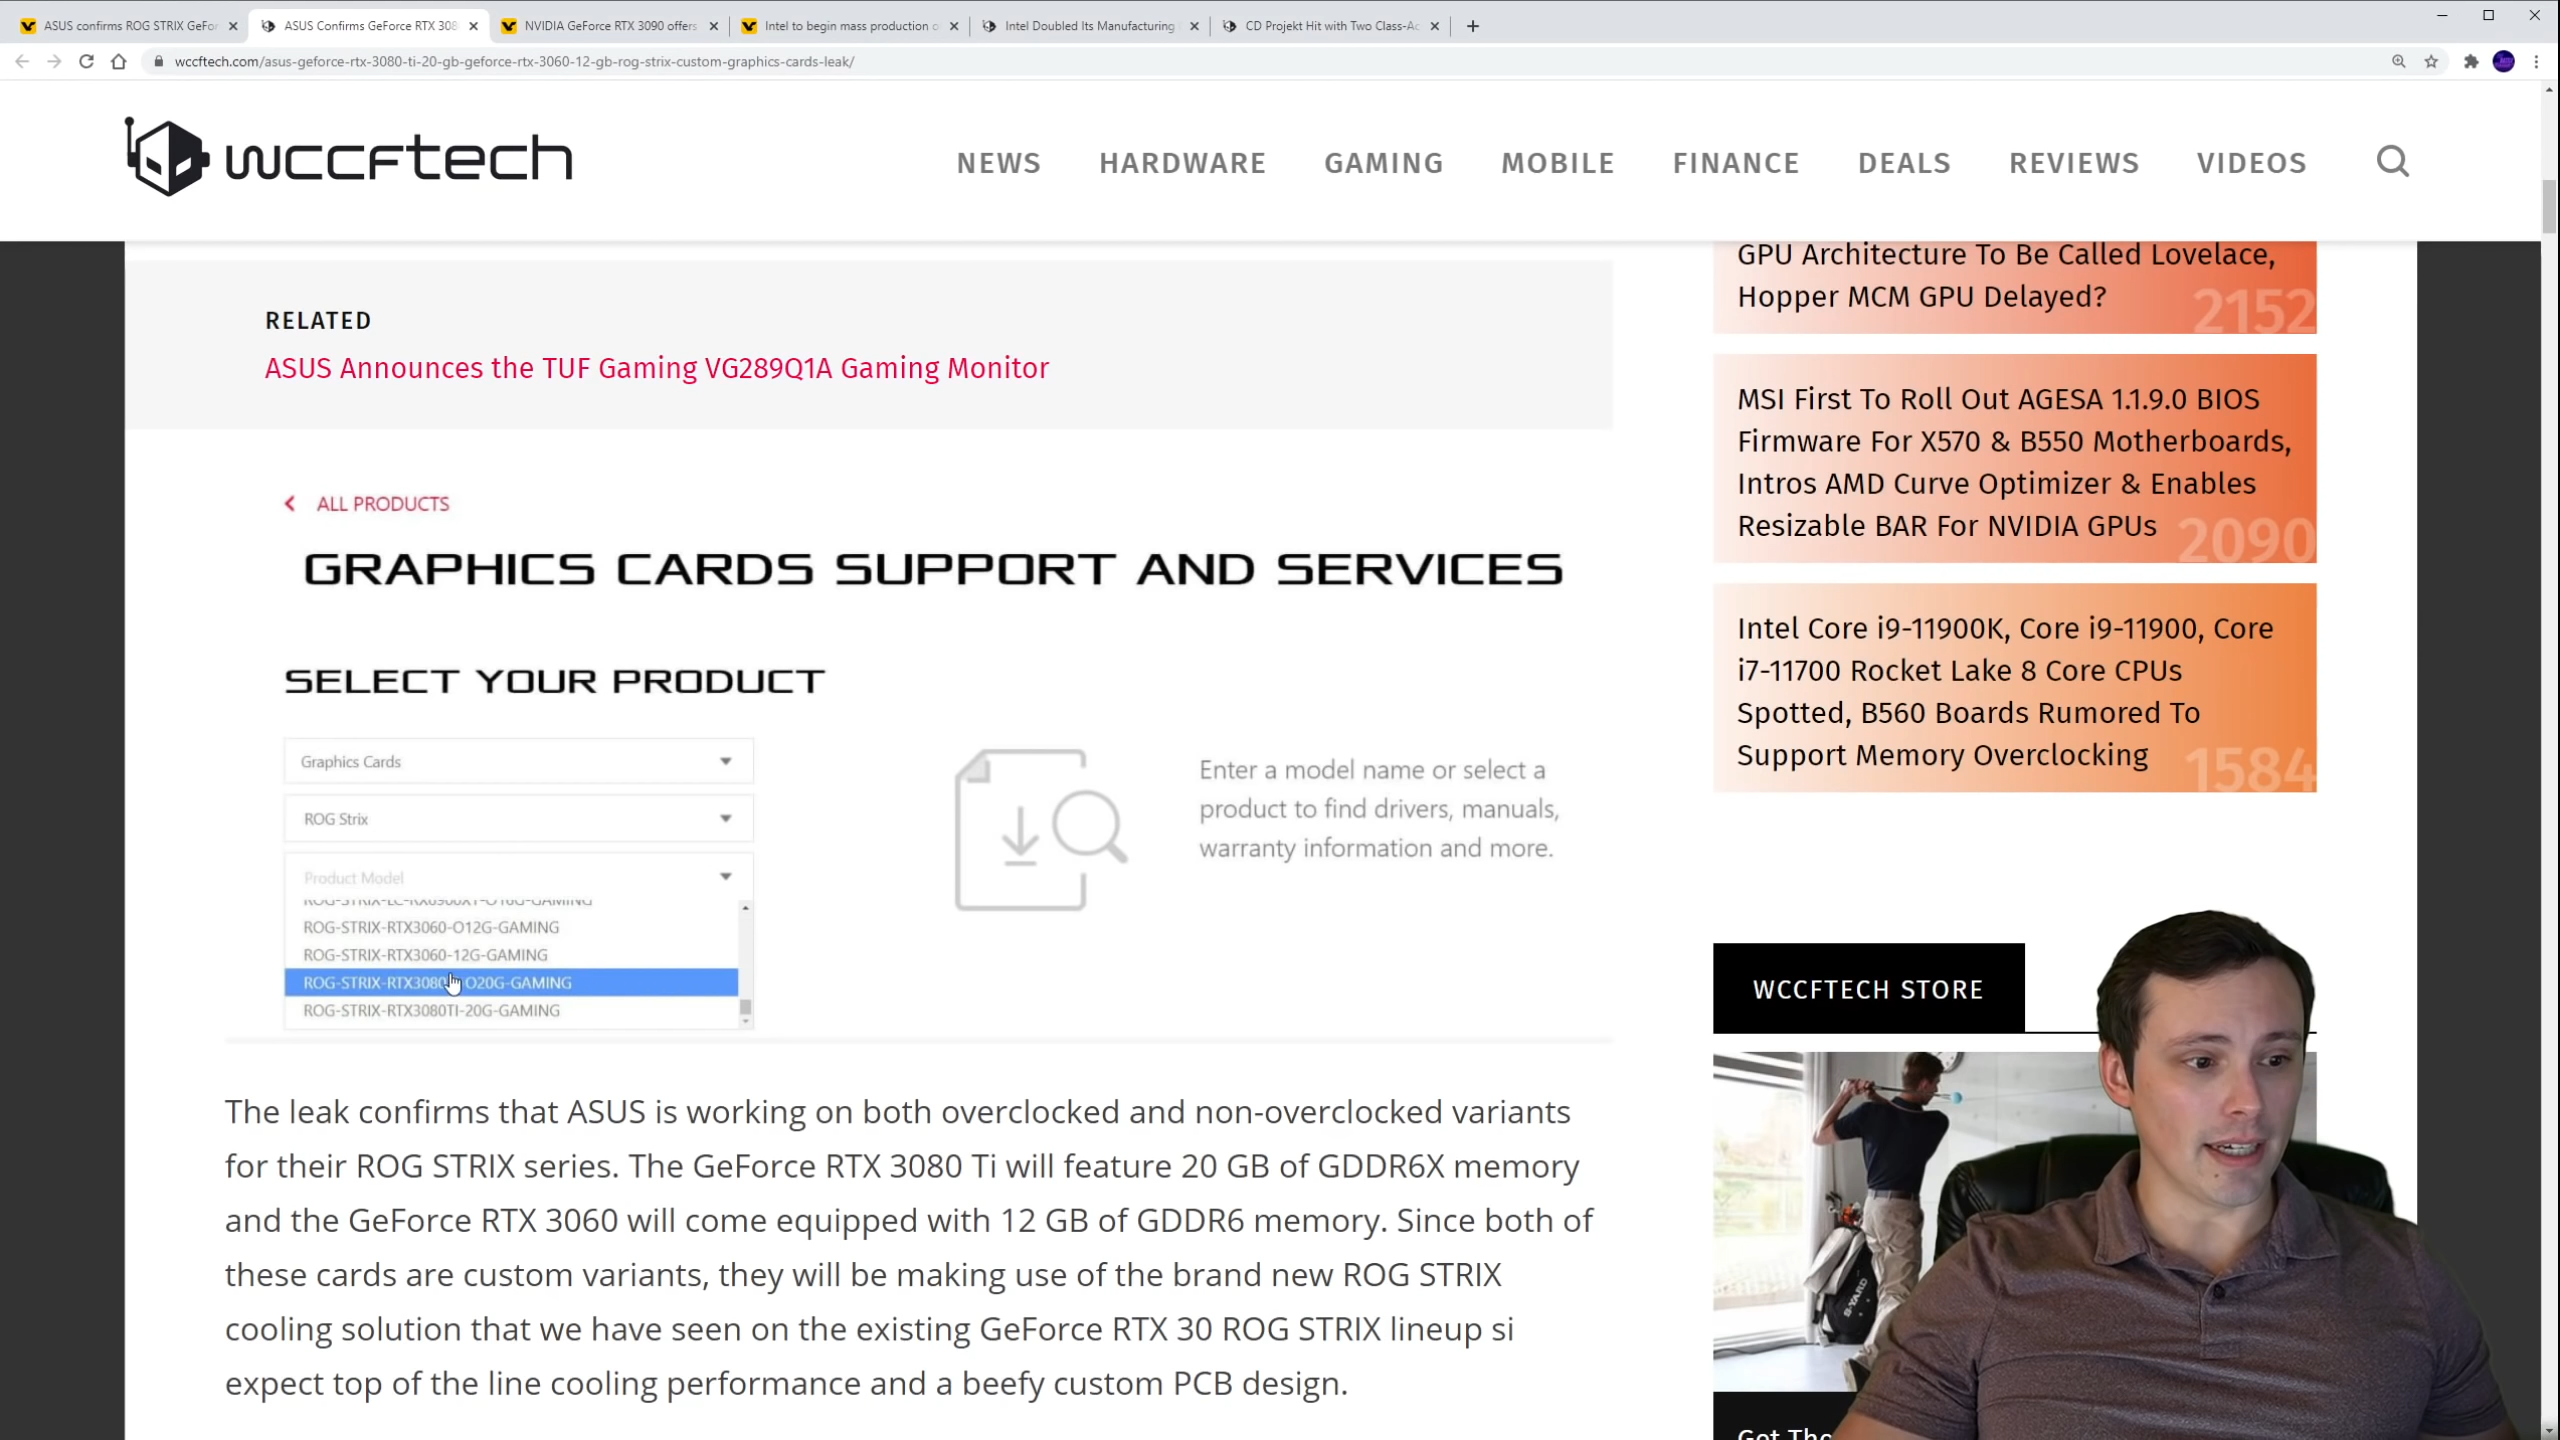 ASUS confirms ROG STRIX GeFor
ASUS Confirms GeForce RTX 308
NVIDIA GeForce RTX 3090 offers
Intel to begin mass production o
Intel Doubled Its Manufacturing
CD Projekt Hit with Two Class-Ac
wccftech.com/asus-geforce-rtx-3080-ti-20-gb-geforce-rtx-3060-12-gb-rog-strix-custom-graphics-cards-leak/
wccftech
NEWS HARDWARE GAMING MOBILE FINANCE DEALS REVIEWS VIDEOS
RELATED
ASUS Announces the TUF Gaming VG289Q1A Gaming Monitor
ALL PRODUCTS
GRAPHICS CARDS SUPPORT AND SERVICES
SELECT YOUR PRODUCT
Graphics Cards
ROG Strix
Product Model
ROG-STRIX-LC-RX6900XT-O16G-GAMING
ROG-STRIX-RTX3060-O12G-GAMING
ROG-STRIX-RTX3060-12G-GAMING
ROG-STRIX-RTX3080 O20G-GAMING
ROG-STRIX-RTX3080TI-20G-GAMING
Enter a model name or select a
product to find drivers, manuals,
warranty information and more.
The leak confirms that ASUS is working on both overclocked and non-overclocked variants
for their ROG STRIX series. The GeForce RTX 3080 Ti will feature 20 GB of GDDR6X memory
and the GeForce RTX 3060 will come equipped with 12 GB of GDDR6 memory. Since both of
these cards are custom variants, they will be making use of the brand new ROG STRIX
cooling solution that we have seen on the existing GeForce RTX 30 ROG STRIX lineup si
expect top of the line cooling performance and a beefy custom PCB design.
GPU Architecture To Be Called Lovelace,
Hopper MCM GPU Delayed?
2152
MSI First To Roll Out AGESA 1.1.9.0 BIOS
Firmware For X570 & B550 Motherboards,
Intros AMD Curve Optimizer & Enables
Resizable BAR For NVIDIA GPUs
2090
Intel Core i9-11900K, Core i9-11900, Core
i7-11700 Rocket Lake 8 Core CPUs
Spotted, B560 Boards Rumored To
Support Memory Overclocking
1584
WCCFTECH STORE
B-YARD
Get The